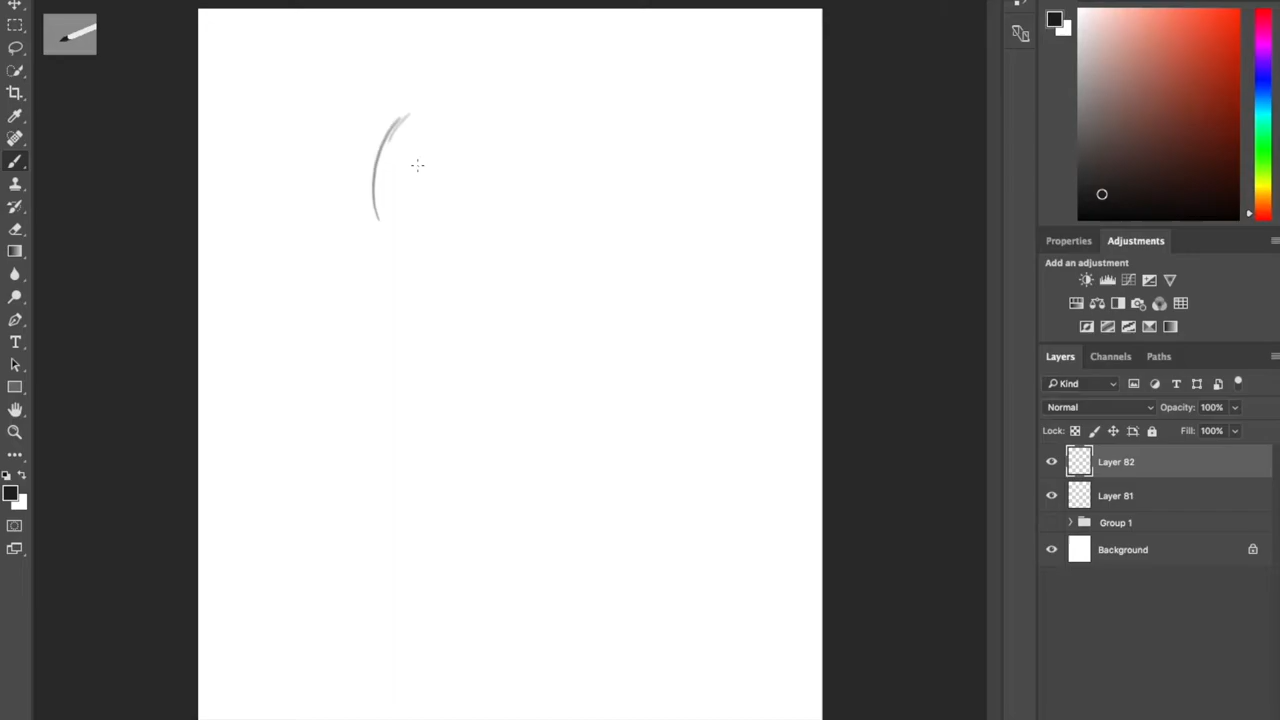 Properties Adjustments
Add an adjustment
Layers Channels Paths
Kind
Normal Opacity: 100%
Lock: Fill: 100%
Layer 82
Layer 81
Group 1
Background